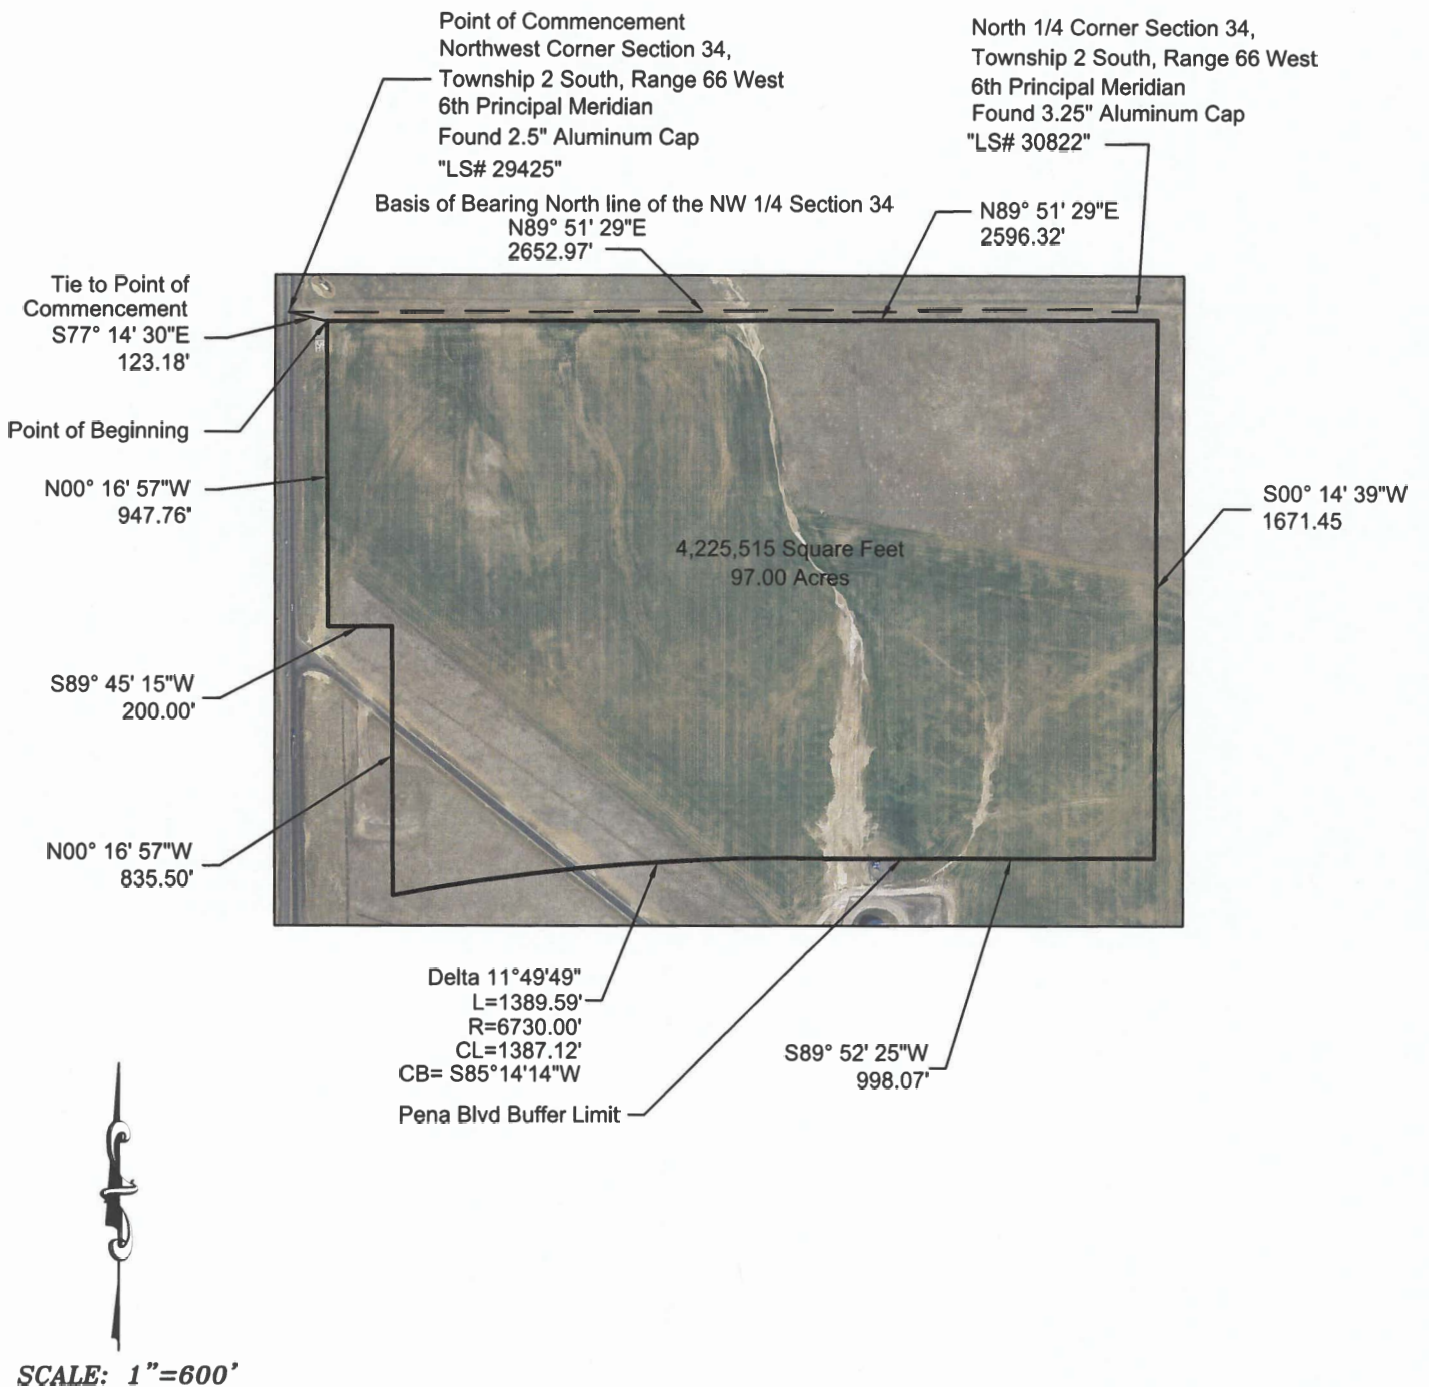 Point of Commencement
Northwest Corner Section 34,
Township 2 South, Range 66 West
6th Principal Meridian
Found 2.5" Aluminum Cap
"LS# 29425"
North 1/4 Corner Section 34,
Township 2 South, Range 66 West
6th Principal Meridian
Found 3.25" Aluminum Cap
"LS# 30822"
Basis of Bearing North line of the NW 1/4 Section 34
N89° 51' 29"E
2652.97'
N89° 51' 29"E
2596.32'
Tie to Point of
Commencement
S77° 14' 30"E
123.18'
Point of Beginning
N00° 16' 57"W
947.76'
S00° 14' 39"W
1671.45
4,225,515 Square Feet
97.00 Acres
S89° 45' 15"W
200.00'
N00° 16' 57"W
835.50'
Delta 11°49'49"
L=1389.59'
R=6730.00'
CL=1387.12'
CB= S85°14'14"W
S89° 52' 25"W
998.07'
Pena Blvd Buffer Limit
SCALE: 1"=600'